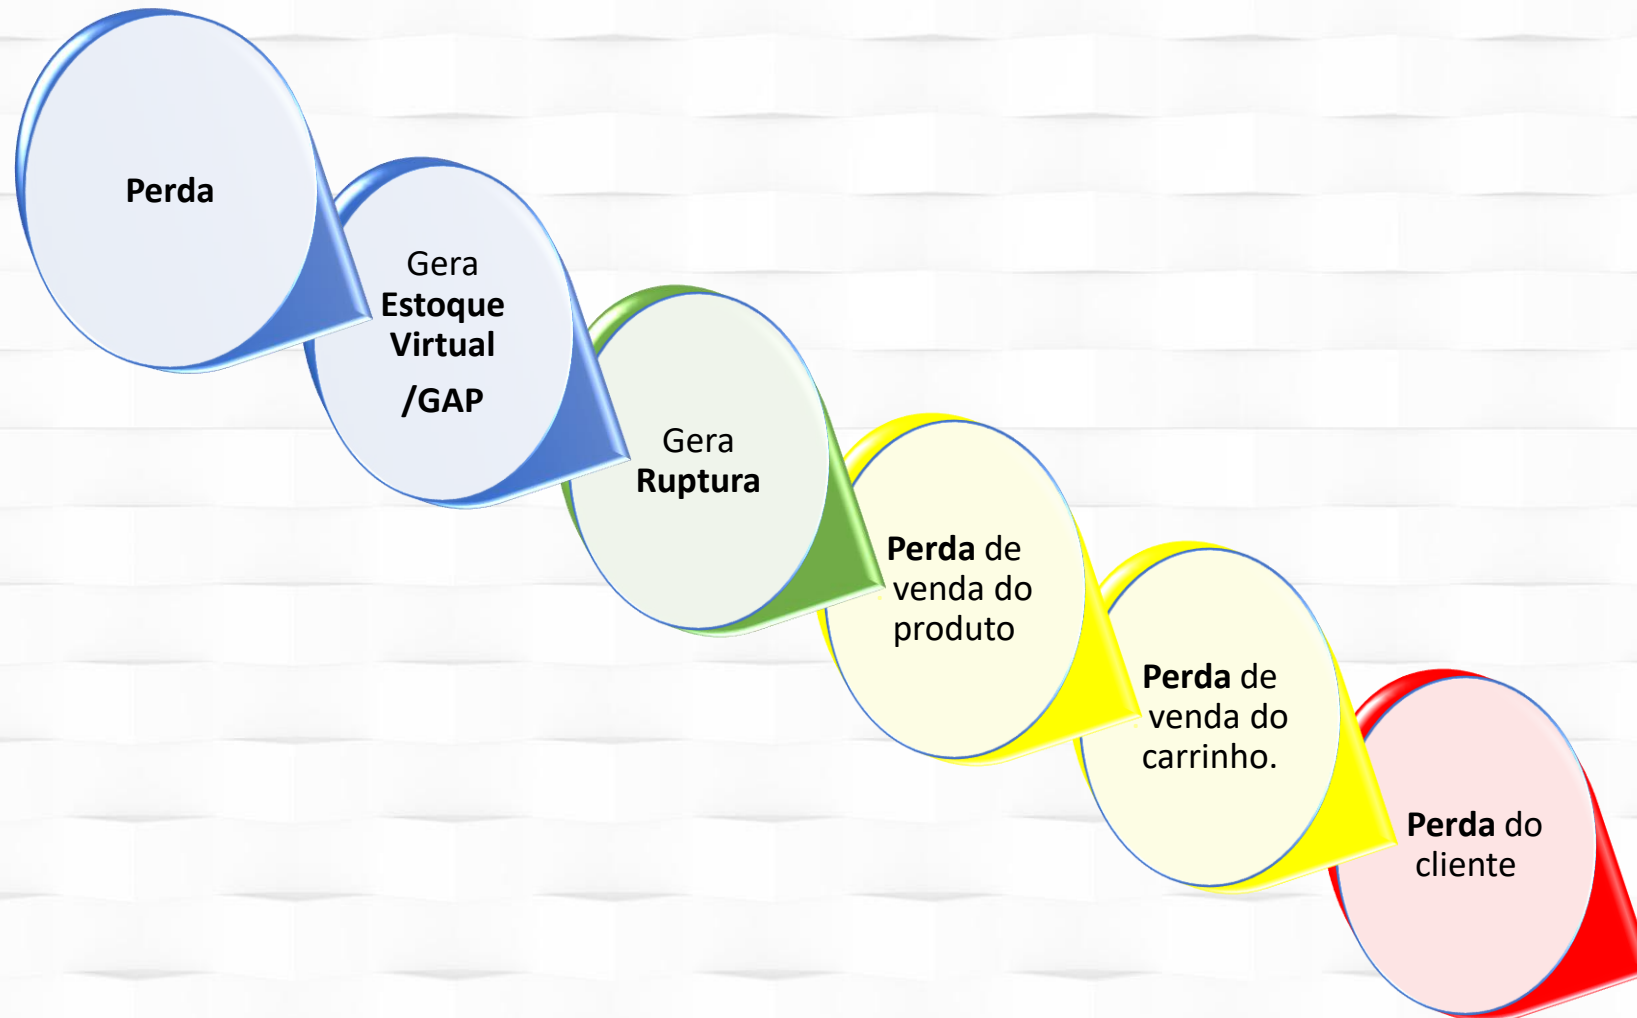 Perda
Gera
Estoque
Virtual
/GAP
Gera
Ruptura
Perda de
venda do
produto
Perda de
venda do
carrinho.
Perda do
cliente